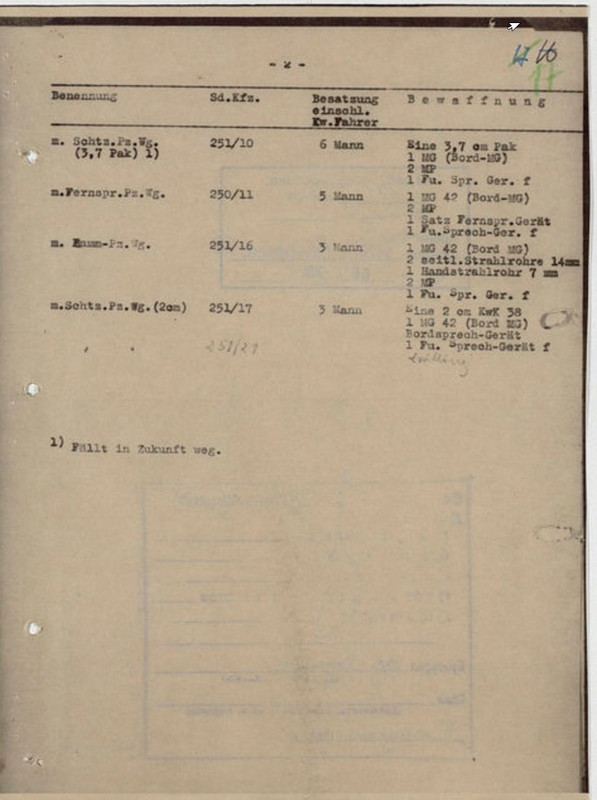 - 2 -
16
17
Benennung Sd.Kfz. Besatzung einschl. Kw.Fahrer Bewaffnung
m. Schtz.Pz.Wg. 251/10 6 Mann Eine 3,7 cm Pak
(3,7 Pak) 1) 1 MG (Bord-MG)
2 MP
1 Fu. Spr. Ger. f
m.Fernspr.Pz.Wg. 250/11 5 Mann 1 MG 42 (Bord-MG)
2 MP
1 Satz Fernspr.Gerät
1 Fu.Sprech-Ger. f
m. Flamm-Pz.Wg. 251/16 3 Mann 1 MG 42 (Bord MG)
2 seitl.Strahlrohre 14mm
1 Handstrahlrohr 7 mm
2 MP
1 Fu. Spr. Ger. f
m.Schtz.Pz.Wg.(2cm) 251/17 3 Mann Eine 2 cm KwK 38
1 MG 42 (Bord MG)
Bordsprech-Gerät
1 Fu. Sprech-Gerät f
251/21 Drilling
1) Fällt in Zukunft weg.